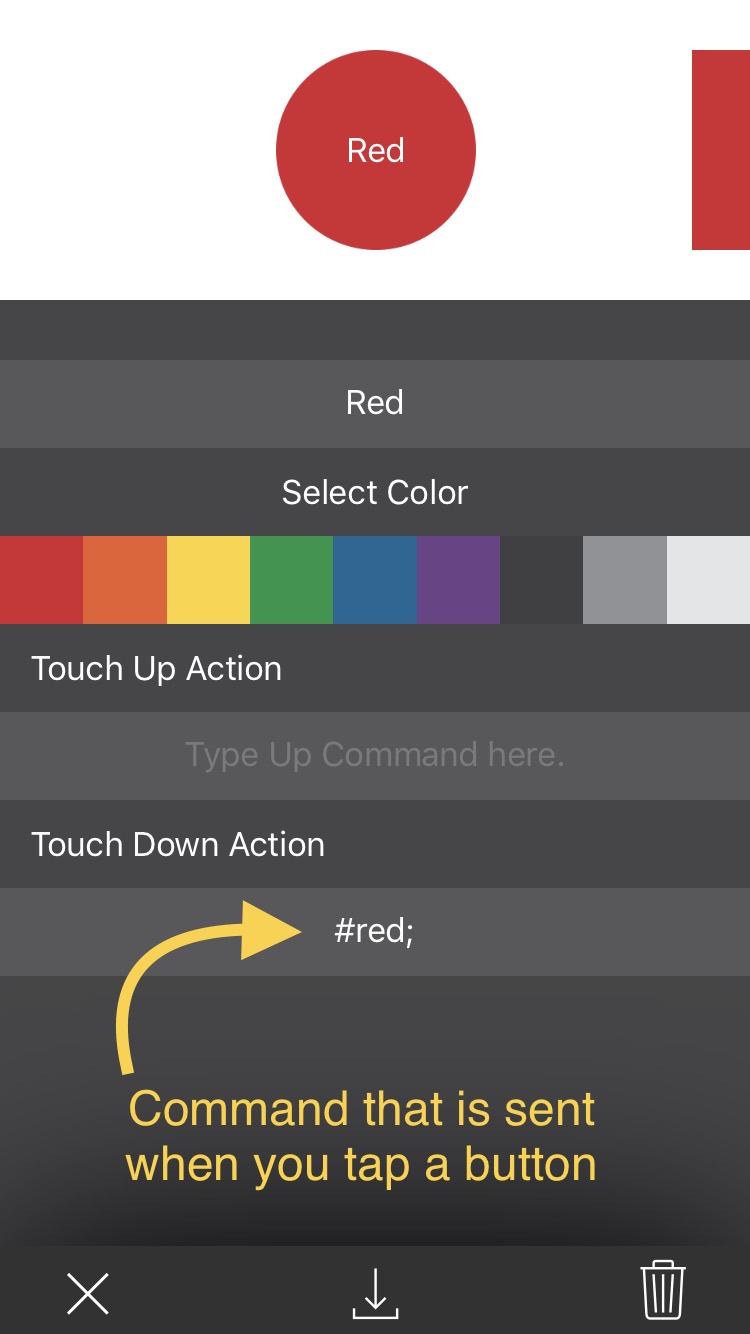 Red
Red
Select Color
Touch Up Action
Type Up Command here.
Touch Down Action
#red;
Command that is sent
when you tap a button